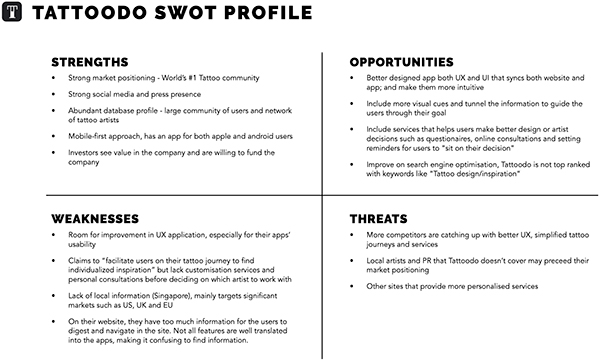 T TATTOODO SWOT PROFILE
STRENGTHS
• Strong market positioning - World's #1 Tattoo community
• Strong social media and press presence
• Abundant database profile - large community of users and network
of tattoo artists
• Mobile-first approach, has an app for both apple and android users
• Investors see value in the company and are willing to fund the
company
OPPORTUNITIES
• Better designed app both UX and UI that syncs both website and
app; and make them more intuitive
• Include more visual cues and tunnel the information to guide the
users through their goal
• Include services that helps users make better design or artist
decisions such as questionaires, online consultations and setting
reminders for users to "sit on their decision"
• Improve on search engine optimisation, Tattoodo is not top ranked
with keywords like "Tattoo design/inspiration"
WEAKNESSES
• Room for improvement in UX application, especially for their apps'
usability
• Claims to "facilitate users on their tattoo journey to find
individualized inspiration" but lack customisation services and
personal consultations before deciding on which artist to work with
• Lack of local information (Singapore), mainly targets significant
markets such as US, UK and EU
• On their website, they have too much information for the users to
digest and navigate in the site. Not all features are well translated
into the apps, making it confusing to find information.
THREATS
• More competitors are catching up with better UX, simplified tattoo
journeys and services
• Local artists and PR that Tattoodo doesn't cover may preceed their
market positioning
• Other sites that provide more personalised services